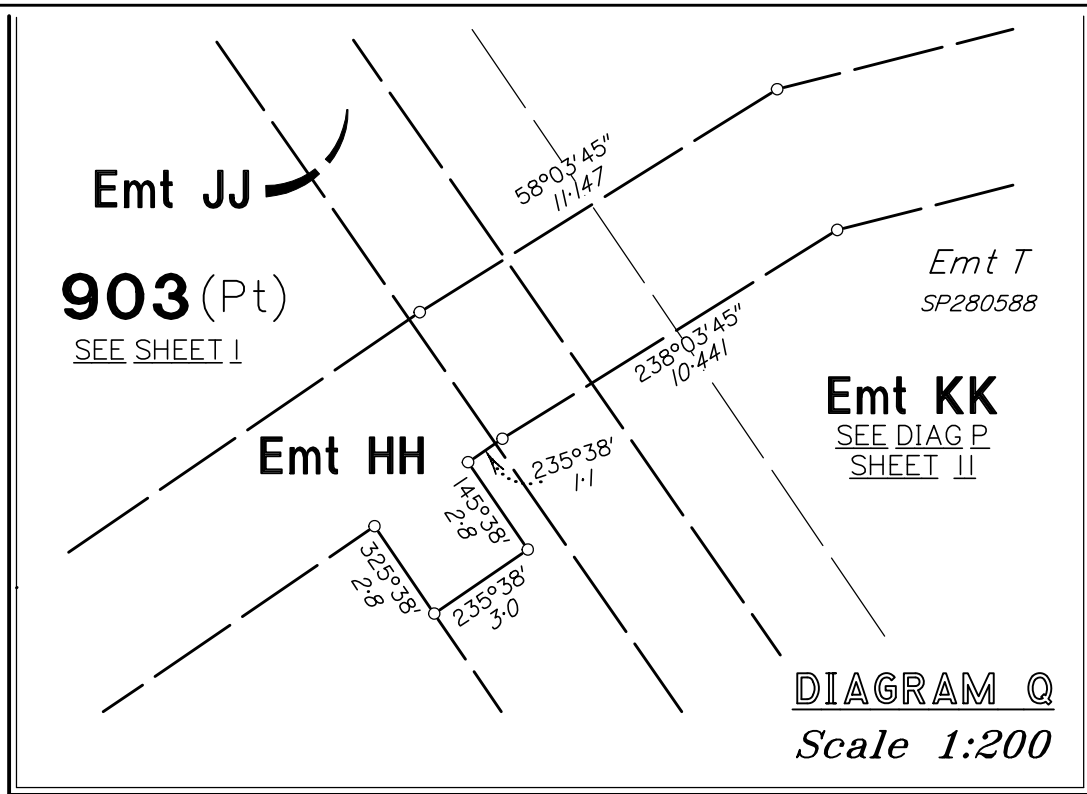 58°03'45"
11·147
Emt JJ
903 (Pt)
SEE SHEET 1
Emt T
SP280588
238°03'45"
10·441
Emt KK
SEE DIAG P
SHEET 11
Emt HH
235°38'
1·1
145°38'
2·8
325°38'
2·8
235°38'
3·0
DIAGRAM Q
Scale 1:200